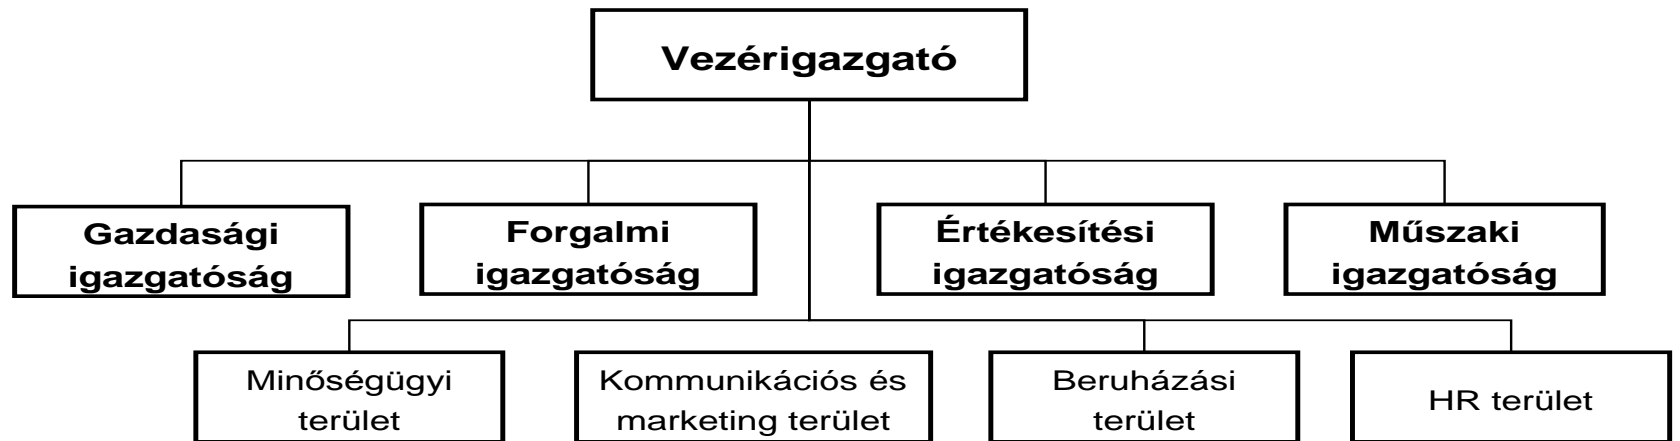 Vezérigazgató
Gazdasági
igazgatóság
Forgalmi
igazgatóság
Értékesítési
igazgatóság
Műszaki
igazgatóság
Minőségügyi
terület
Kommunikációs és
marketing terület
Beruházási
terület
HR terület